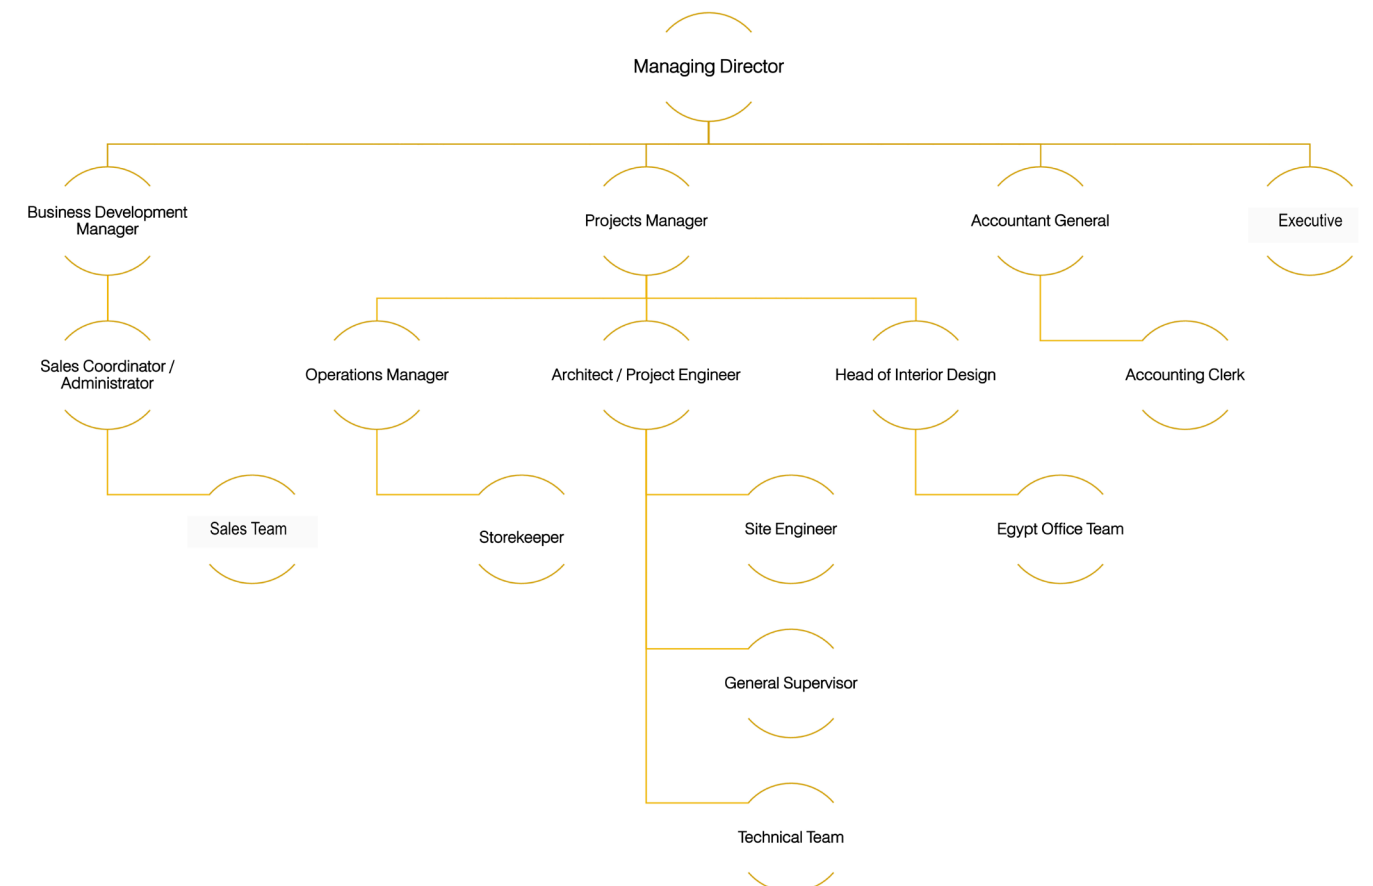 Managing Director
Business Development
Manager
Projects Manager
Accountant General
Executive
Sales Coordinator /
Administrator
Operations Manager
Architect / Project Engineer
Head of Interior Design
Accounting Clerk
Sales Team
Storekeeper
Site Engineer
Egypt Office Team
General Supervisor
Technical Team